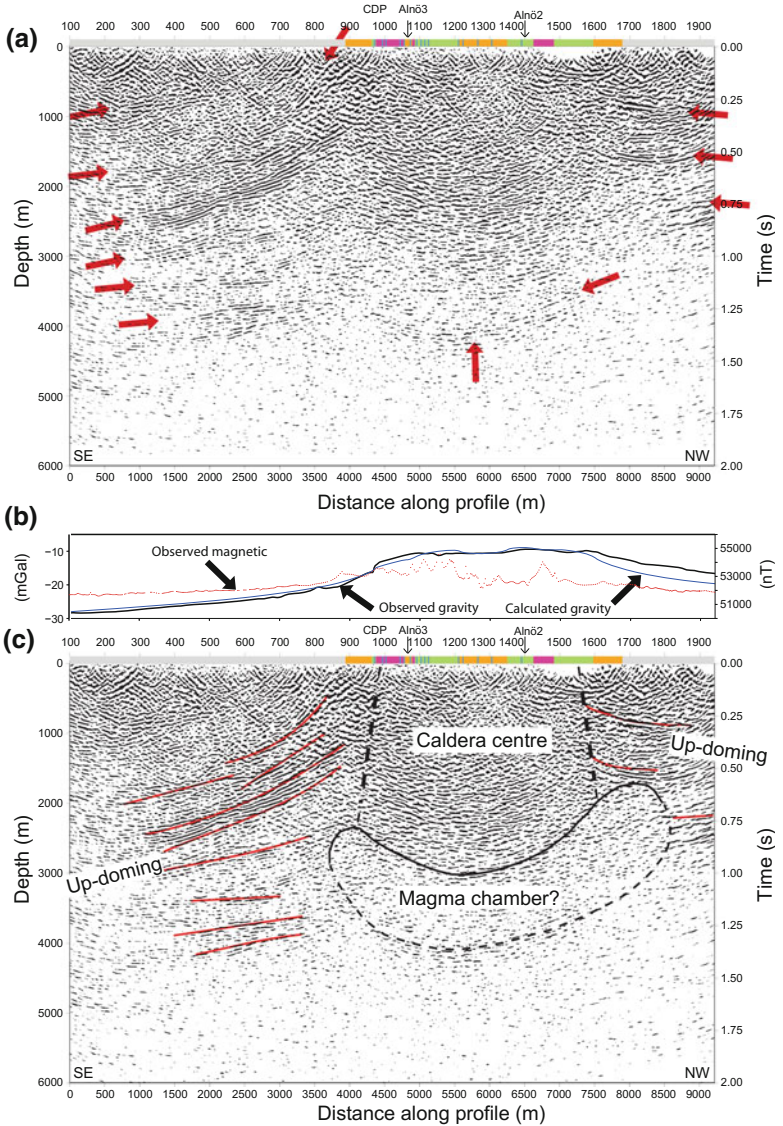 CDP Alnö3 Alnö2
(a)
100 200 300 400 500 600 700 800 900 1000 1100 1200 1300 1400 1500 1600 1700 1800 1900
0 0.00
1000 0.25
2000 0.50
3000 0.75
4000 1.00
5000 1.25
6000 1.50
1.75
2.00
Depth (m)
Time (s)
SE NW
0 500 1000 1500 2000 2500 3000 3500 4000 4500 5000 5500 6000 6500 7000 7500 8000 8500 9000
Distance along profile (m)
(b)
(mGal)
−10
−20
−30
Observed magnetic
Observed gravity
Calculated gravity
55000
53000
51000
(nT)
100 200 300 400 500 600 700 800 900 1000 1100 1200 1300 1400 1500 1600 1700 1800 1900
CDP Alnö3 Alnö2
(c)
0 0.00
1000 0.25
2000 0.50
3000 0.75
4000 1.00
5000 1.25
6000 1.50
1.75
2.00
Depth (m)
Time (s)
Caldera centre
Up-doming
Up-doming
Magma chamber?
SE NW
0 500 1000 1500 2000 2500 3000 3500 4000 4500 5000 5500 6000 6500 7000 7500 8000 8500 9000
Distance along profile (m)